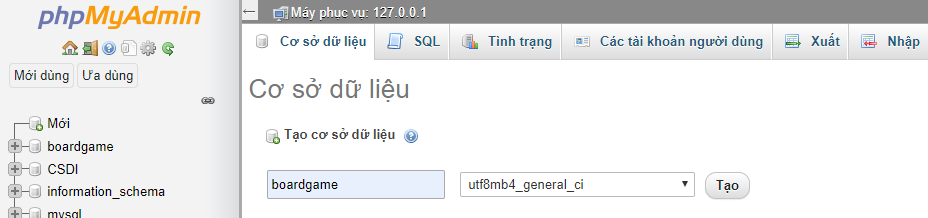 phpMyAdmin
Mới dùng Ưa dùng
Mới
boardgame
CSDl
information_schema
mysql
Máy phục vụ: 127.0.0.1
Cơ sở dữ liệu SQL Tình trạng Các tài khoản người dùng Xuất Nhập
Cơ sở dữ liệu
Tạo cơ sở dữ liệu
boardgame utf8mb4_general_ci Tạo